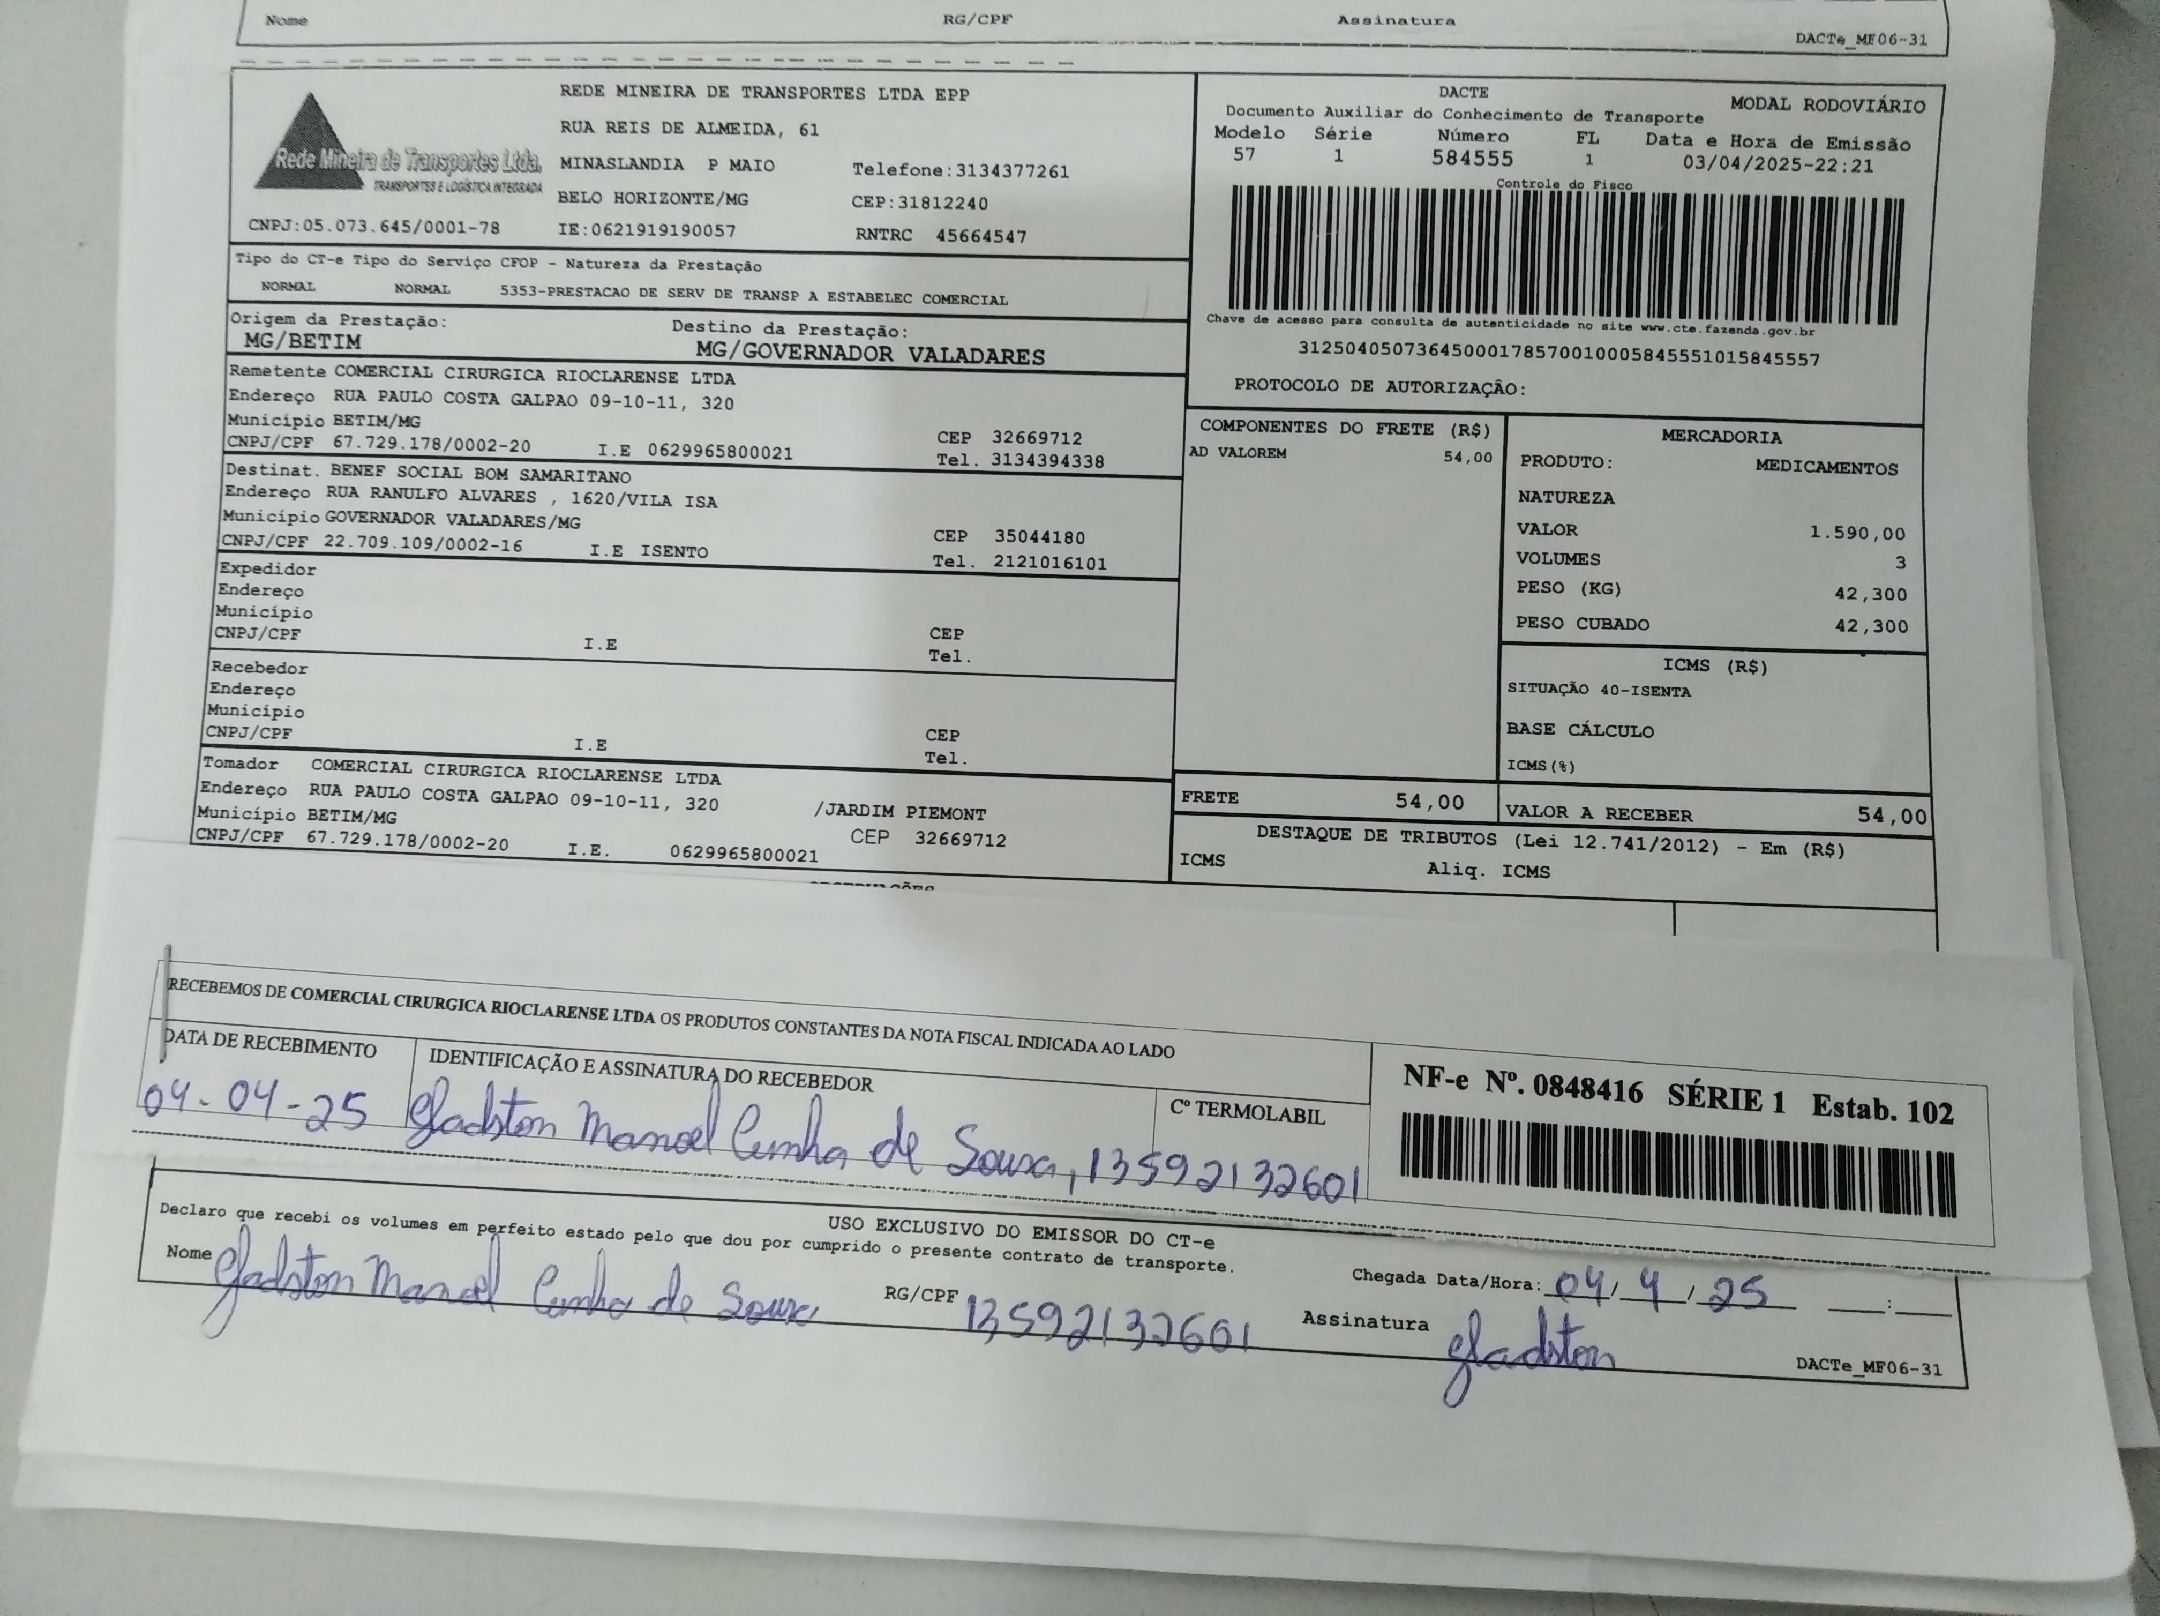 Nome RG/CPF Assinatura
DACTe_MF06-31
Rede Mineira de Transportes Ltda.
TRANSPORTES E LOGÍSTICA INTEGRADA
CNPJ:05.073.645/0001-78
REDE MINEIRA DE TRANSPORTES LTDA EPP
RUA REIS DE ALMEIDA, 61
MINASLANDIA P MAIO Telefone:3134377261
BELO HORIZONTE/MG CEP:31812240
IE:0621919190057 RNTRC 45664547
DACTE MODAL RODOVIÁRIO
Documento Auxiliar do Conhecimento de Transporte
Modelo Série Número FL Data e Hora de Emissão
57 1 584555 1 03/04/2025-22:21
Controle do Fisco
Chave de acesso para consulta de autenticidade no site www.cte.fazenda.gov.br
31250405073645000178570010005845551015845557
PROTOCOLO DE AUTORIZAÇÃO:
Tipo do CT-e Tipo do Serviço CFOP - Natureza da Prestação
NORMAL NORMAL 5353-PRESTACAO DE SERV DE TRANSP A ESTABELEC COMERCIAL
Origem da Prestação: Destino da Prestação:
MG/BETIM MG/GOVERNADOR VALADARES
Remetente COMERCIAL CIRURGICA RIOCLARENSE LTDA
Endereço RUA PAULO COSTA GALPAO 09-10-11, 320
Município BETIM/MG CEP 32669712
CNPJ/CPF 67.729.178/0002-20 I.E 0629965800021 Tel. 3134394338
Destinat. BENEF SOCIAL BOM SAMARITANO
Endereço RUA RANULFO ALVARES , 1620/VILA ISA
Município GOVERNADOR VALADARES/MG CEP 35044180
CNPJ/CPF 22.709.109/0002-16 I.E ISENTO Tel. 2121016101
Expedidor
Endereço
Município CEP
CNPJ/CPF I.E Tel.
Recebedor
Endereço
Município CEP
CNPJ/CPF I.E Tel.
Tomador COMERCIAL CIRURGICA RIOCLARENSE LTDA
Endereço RUA PAULO COSTA GALPAO 09-10-11, 320 /JARDIM PIEMONT
Município BETIM/MG CEP 32669712
CNPJ/CPF 67.729.178/0002-20 I.E. 0629965800021
COMPONENTES DO FRETE (R$)
AD VALOREM 54,00
MERCADORIA
PRODUTO: MEDICAMENTOS
NATUREZA
VALOR 1.590,00
VOLUMES 3
PESO (KG) 42,300
PESO CUBADO 42,300
ICMS (R$)
SITUAÇÃO 40-ISENTA
BASE CÁLCULO
ICMS(%)
FRETE 54,00 VALOR A RECEBER 54,00
DESTAQUE DE TRIBUTOS (Lei 12.741/2012) - Em (R$)
ICMS Aliq. ICMS
RECEBEMOS DE COMERCIAL CIRURGICA RIOCLARENSE LTDA OS PRODUTOS CONSTANTES DA NOTA FISCAL INDICADA AO LADO
DATA DE RECEBIMENTO IDENTIFICAÇÃO E ASSINATURA DO RECEBEDOR Cº TERMOLABIL
04-04-25 Gladston Manoel Cunha de Souza, 13592132601
NF-e Nº. 0848416 SÉRIE 1 Estab. 102
USO EXCLUSIVO DO EMISSOR DO CT-e
Declaro que recebi os volumes em perfeito estado pelo que dou por cumprido o presente contrato de transporte.
Chegada Data/Hora: 04/4/25 __:__
Nome Gladston Manoel Cunha de Souza RG/CPF 13592132601 Assinatura Gladston
DACTe_MF06-31